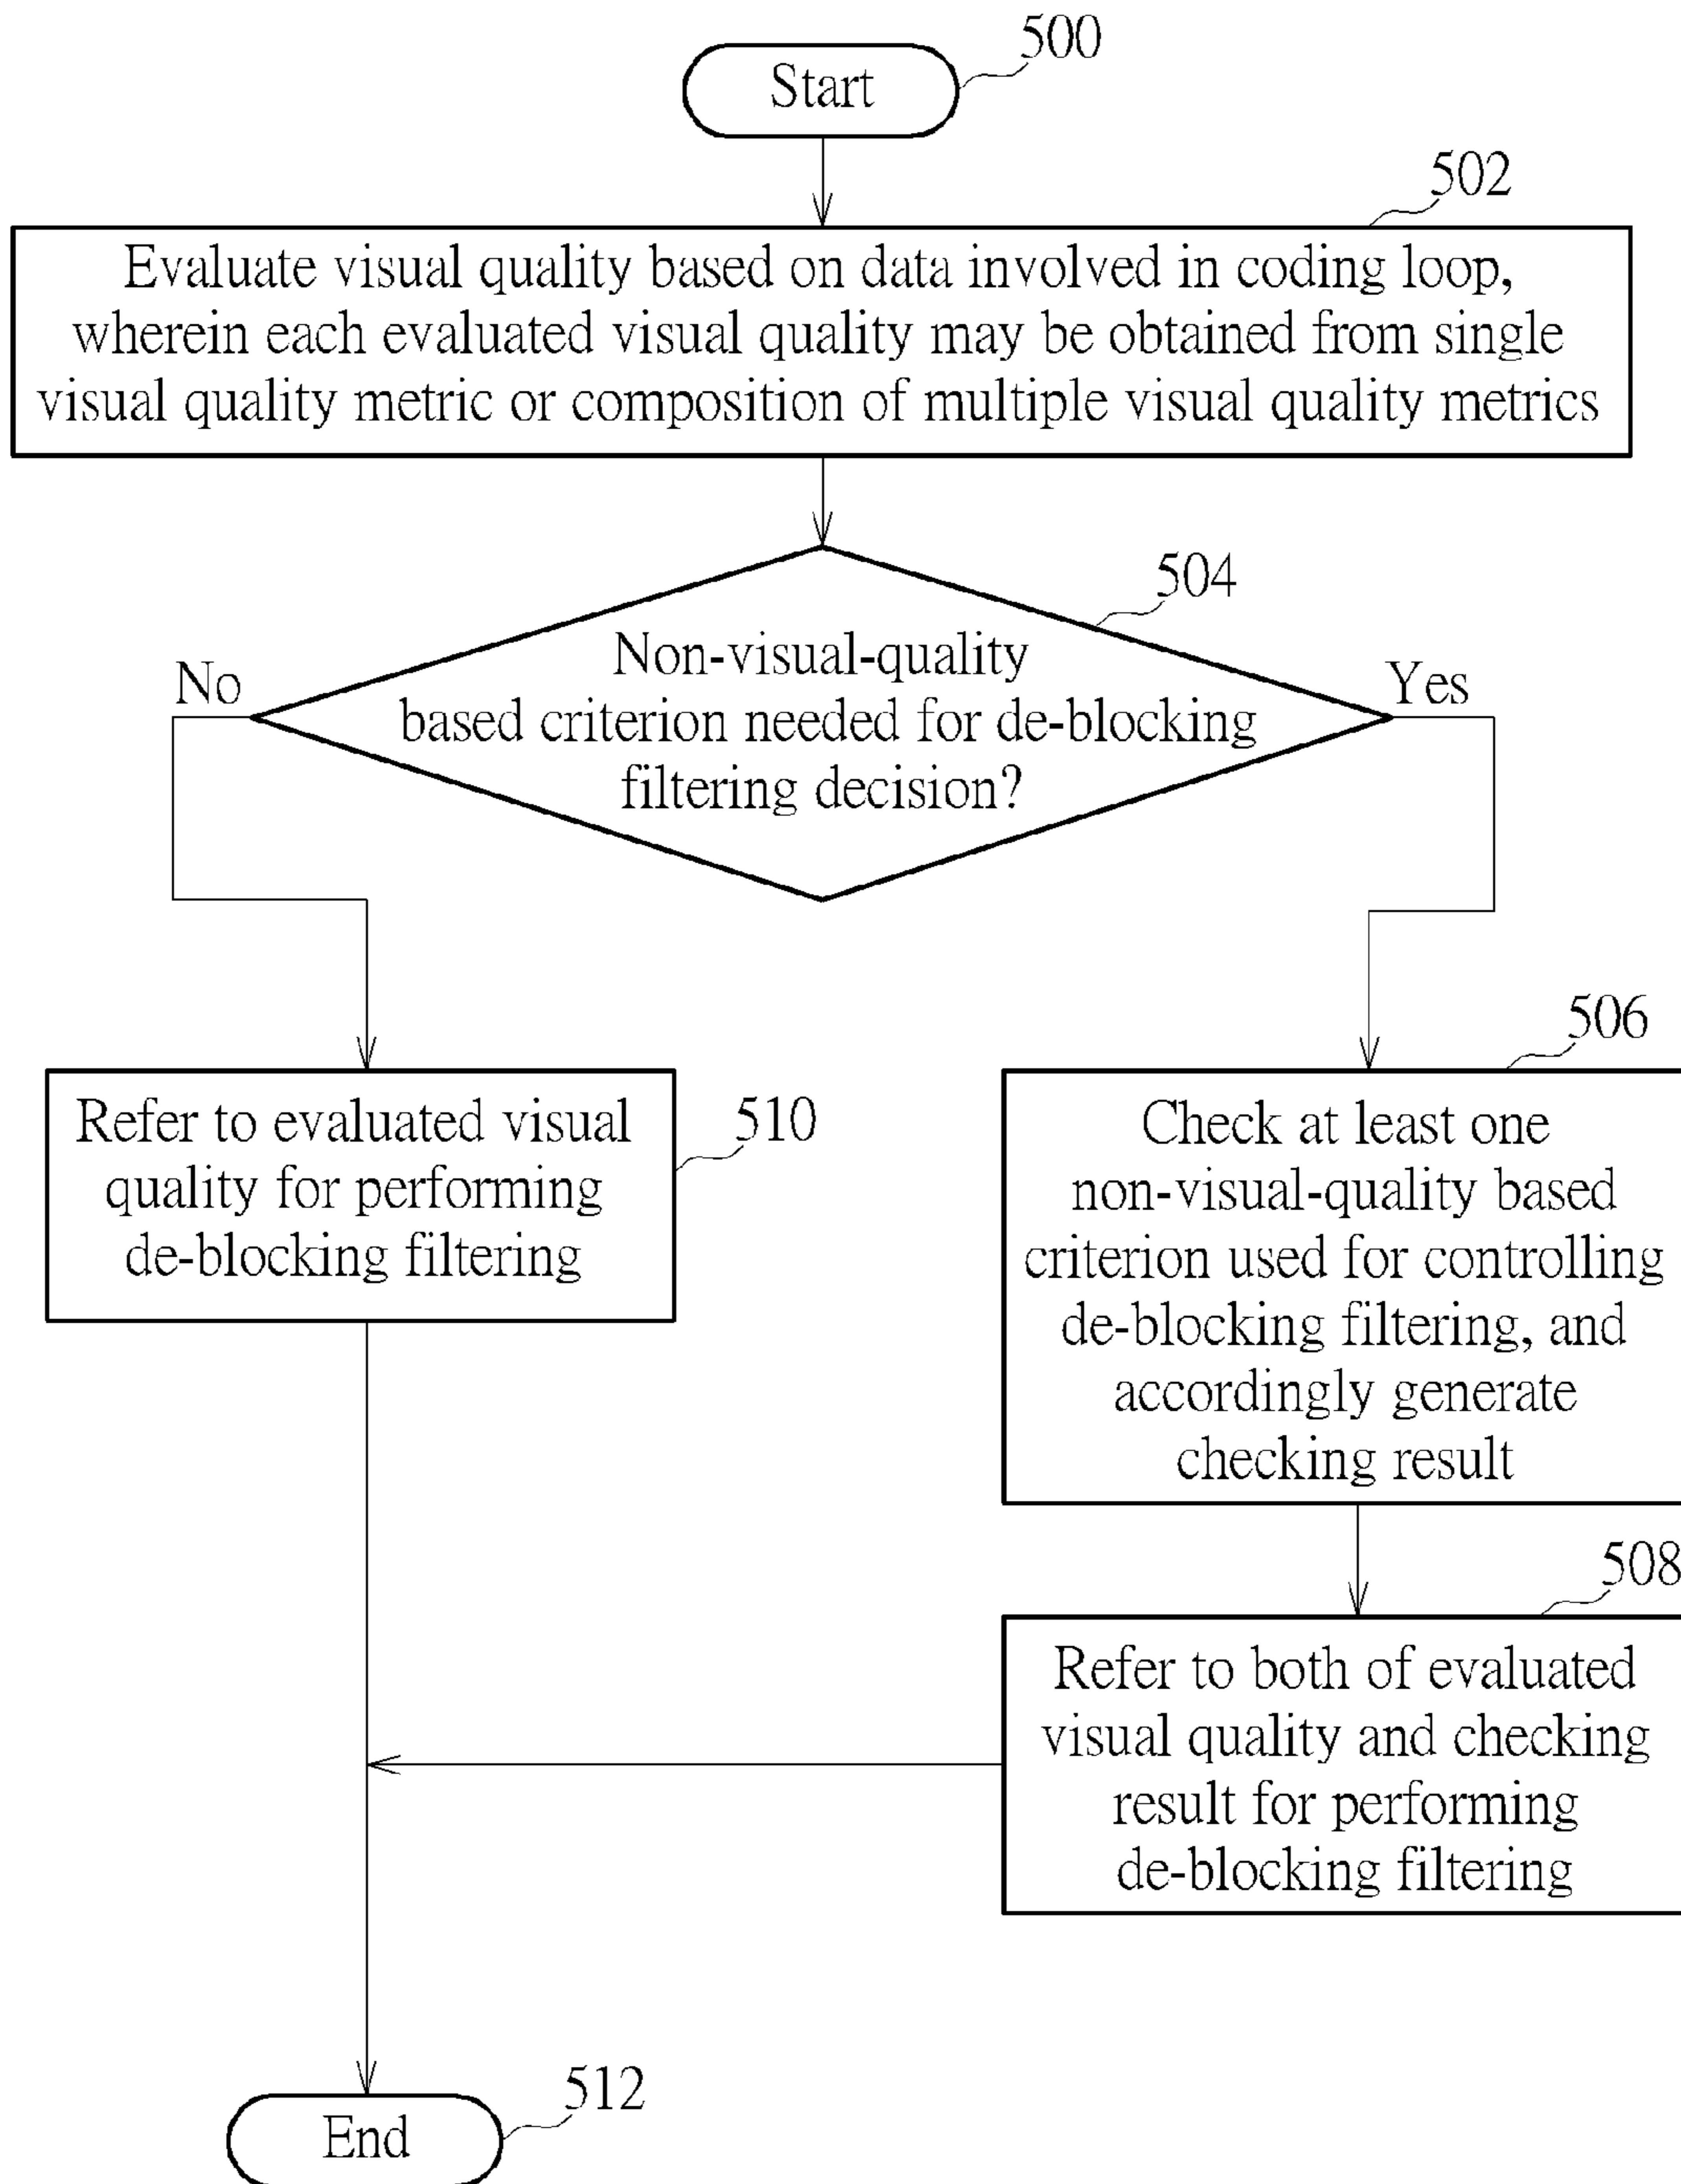 500
Start
502
Evaluate visual quality based on data involved in coding loop,
wherein each evaluated visual quality may be obtained from single
visual quality metric or composition of multiple visual quality metrics
504
Non-visual-quality
based criterion needed for de-blocking
filtering decision?
No
Yes
510
Refer to evaluated visual
quality for performing
de-blocking filtering
506
Check at least one
non-visual-quality based
criterion used for controlling
de-blocking filtering, and
accordingly generate
checking result
508
Refer to both of evaluated
visual quality and checking
result for performing
de-blocking filtering
512
End